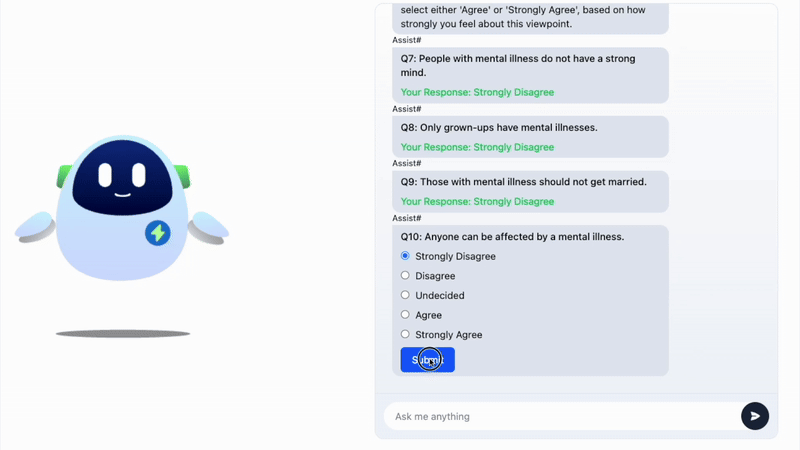 select either 'Agree' or 'Strongly Agree', based on how
strongly you feel about this viewpoint.
Assist#
Q7: People with mental illness do not have a strong
mind.
Your Response: Strongly Disagree
Assist#
Q8: Only grown-ups have mental illnesses.
Your Response: Strongly Disagree
Assist#
Q9: Those with mental illness should not get married.
Your Response: Strongly Disagree
Assist#
Q10: Anyone can be affected by a mental illness.
Strongly Disagree
Disagree
Undecided
Agree
Strongly Agree
Submit
Ask me anything